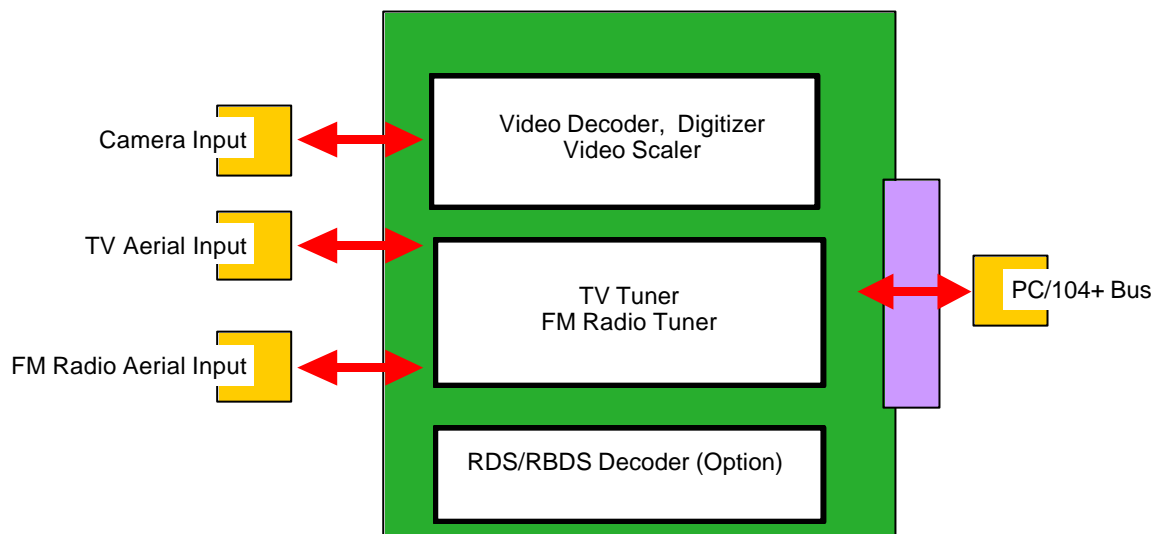 Camera Input
TV Aerial Input
FM Radio Aerial Input
Video Decoder, Digitizer
Video Scaler
TV Tuner
FM Radio Tuner
RDS/RBDS Decoder (Option)
PC/104+ Bus